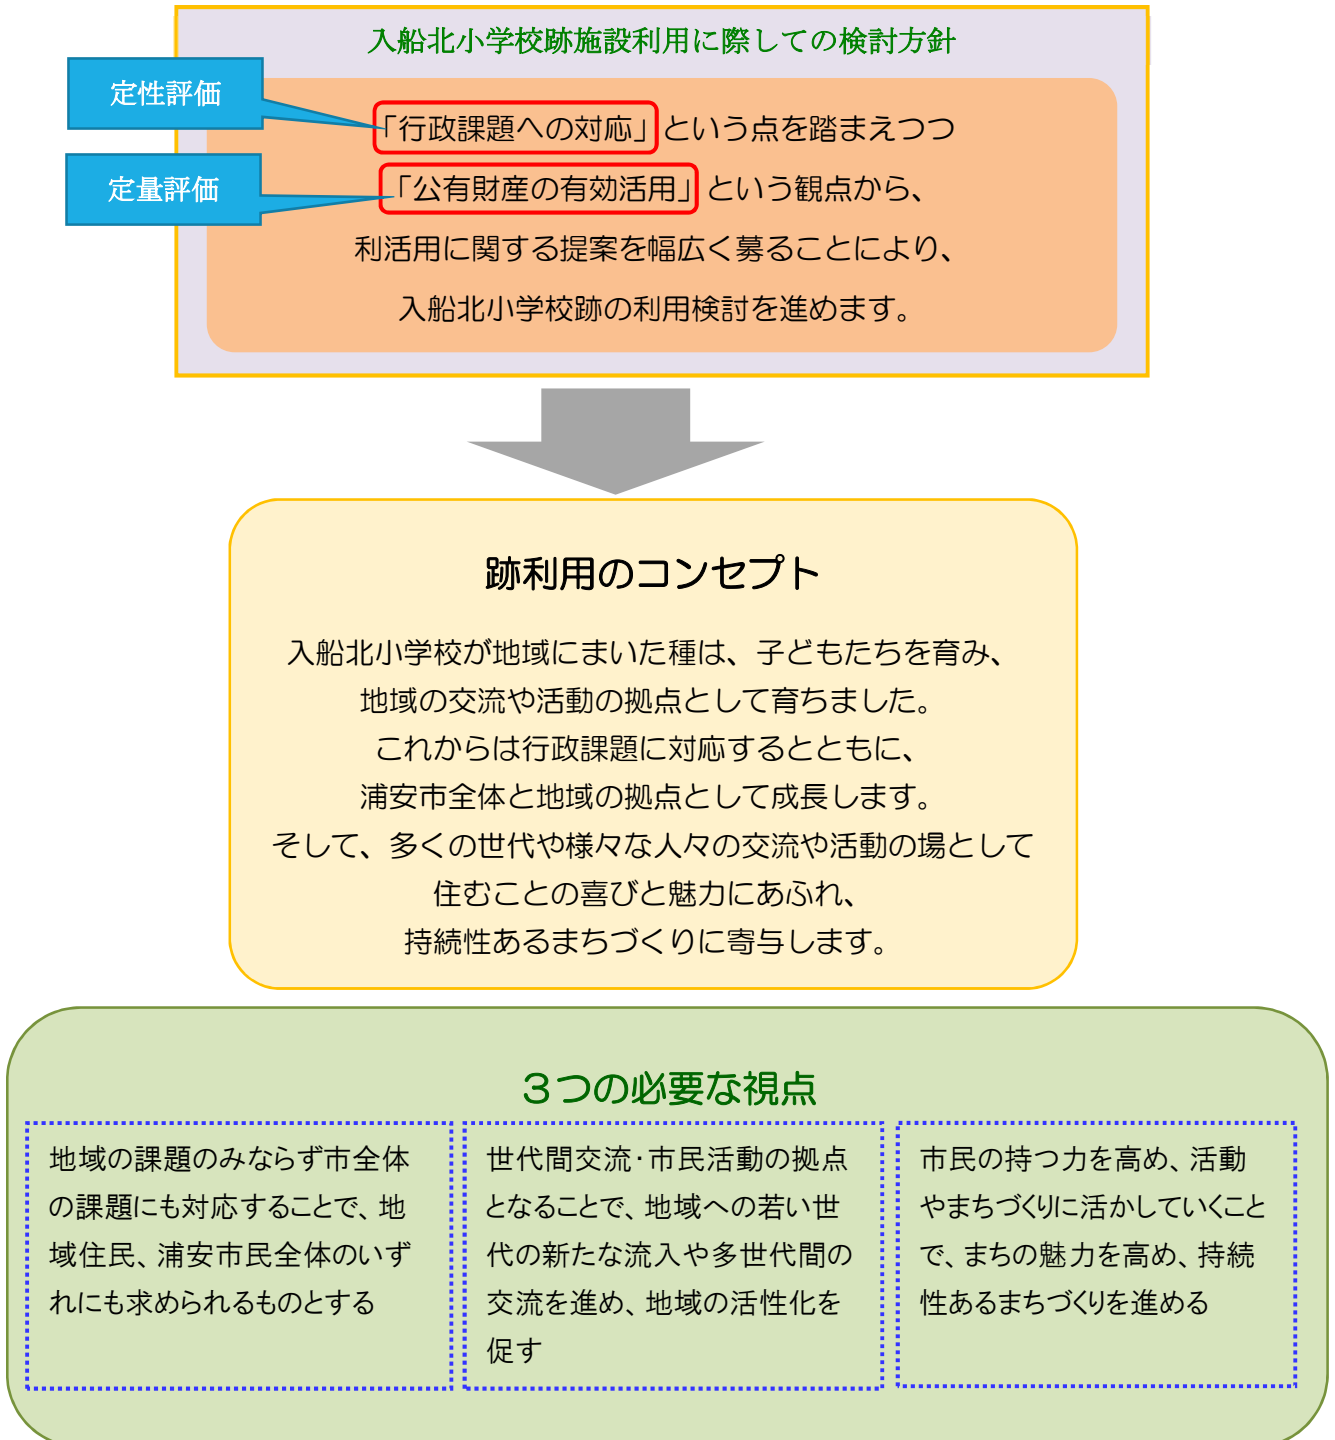 入船北小学校跡施設利用に際しての検討方針
定性評価
「行政課題への対応」という点を踏まえつつ
定量評価
「公有財産の有効活用」という観点から、
利活用に関する提案を幅広く募ることにより、
入船北小学校跡の利用検討を進めます。
跡利用のコンセプト
入船北小学校が地域にまいた種は、子どもたちを育み、
地域の交流や活動の拠点として育ちました。
これからは行政課題に対応するとともに、
浦安市全体と地域の拠点として成長します。
そして、多くの世代や様々な人々の交流や活動の場として
住むことの喜びと魅力にあふれ、
持続性あるまちづくりに寄与します。
３つの必要な視点
地域の課題のみならず市全体
の課題にも対応することで、地
域住民、浦安市民全体のいず
れにも求められるものとする
世代間交流・市民活動の拠点
となることで、地域への若い世
代の新たな流入や多世代間の
交流を進め、地域の活性化を
促す
市民の持つ力を高め、活動
やまちづくりに活かしていくこと
で、まちの魅力を高め、持続
性あるまちづくりを進める